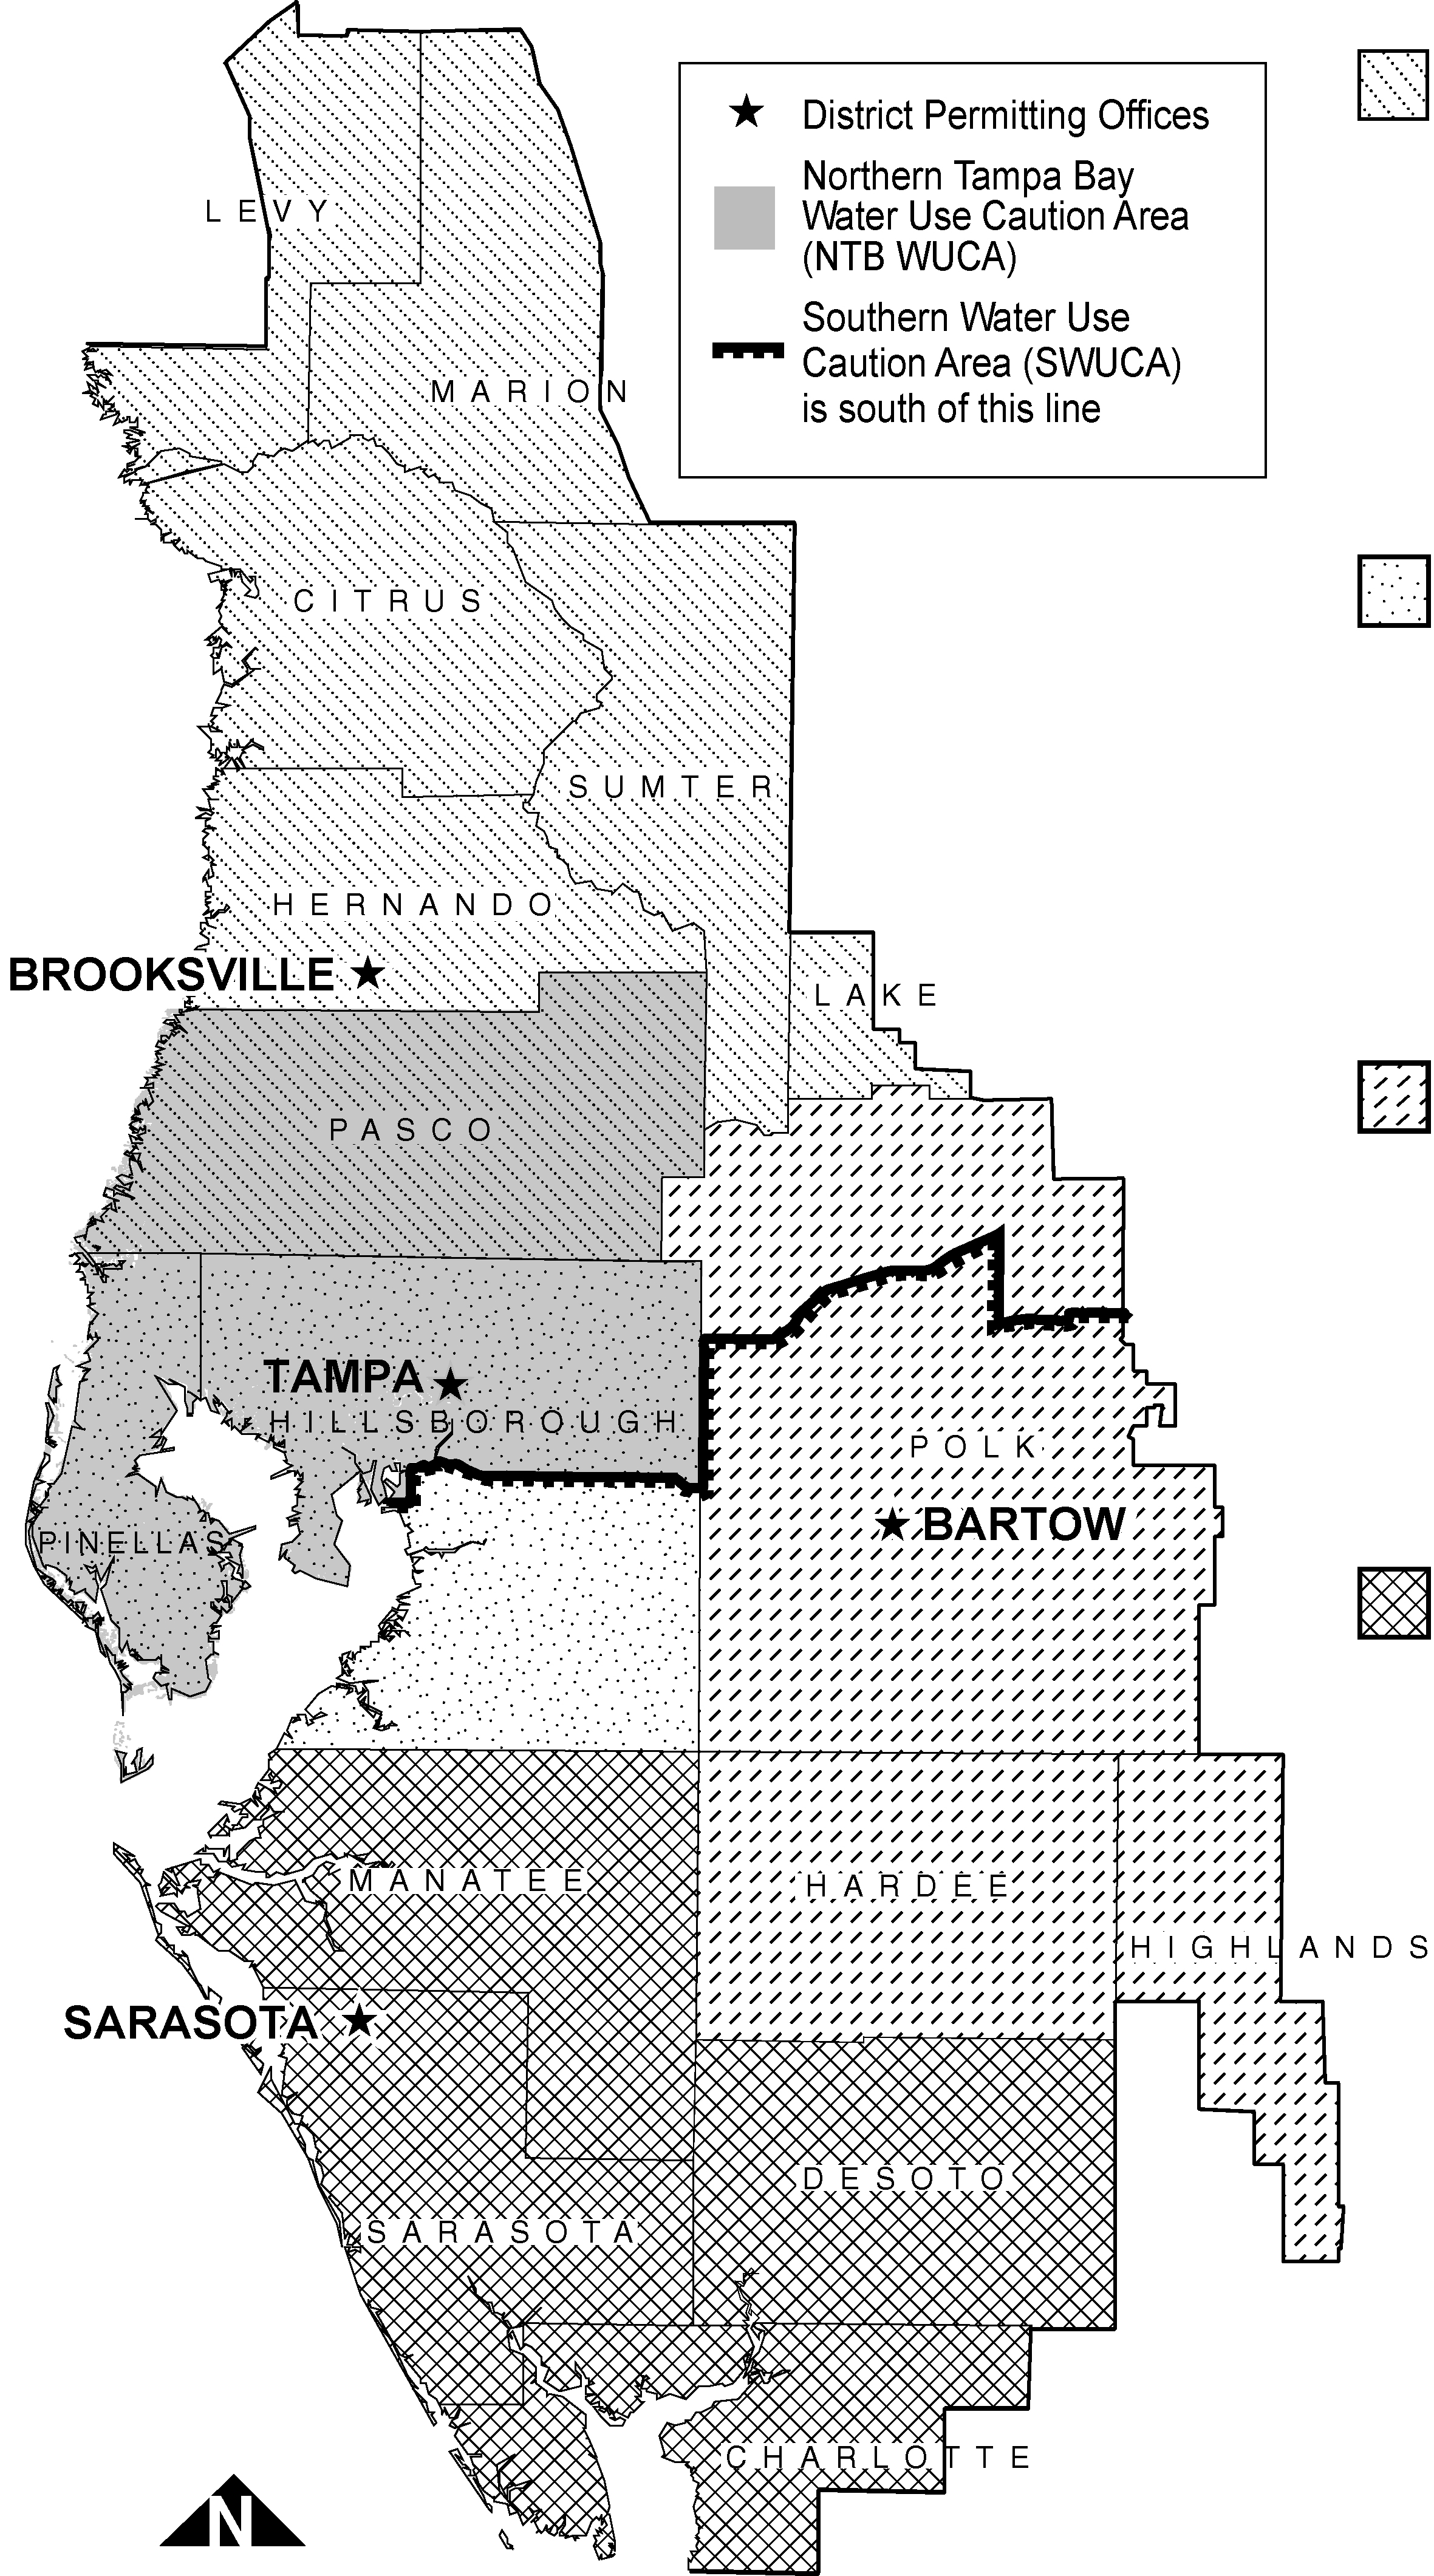 District Permitting Offices
Northern Tampa Bay
Water Use Caution Area
(NTB WUCA)
Southern Water Use
Caution Area (SWUCA)
is south of this line
LEVY
MARION
CITRUS
SUMTER
HERNANDO
BROOKSVILLE
LAKE
PASCO
TAMPA
HILLSBOROUGH
POLK
BARTOW
PINELLAS
MANATEE
HARDEE
HIGHLANDS
SARASOTA
DESOTO
SARASOTA
CHARLOTTE
N